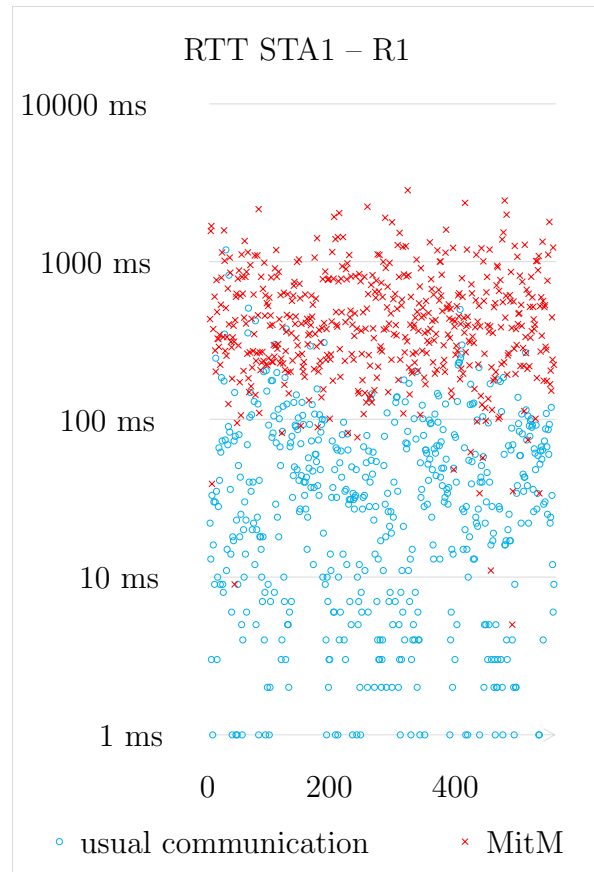 RTT STA1 – R1
10000 ms
1000 ms
100 ms
10 ms
1 ms
0 200 400
usual communication MitM